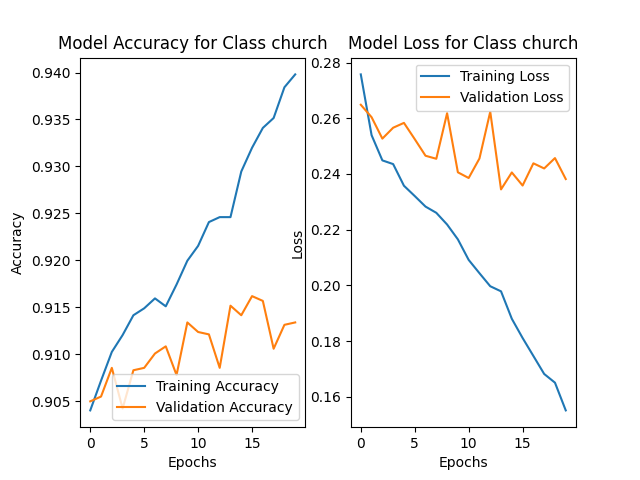 Model Accuracy for Class church
0.940
0.935
0.930
0.925
0.920
0.915
0.910
0.905
Accuracy
0
5
10
15
Epochs
Training Accuracy
Validation Accuracy
Model Loss for Class church
0.28
0.26
0.24
0.22
0.20
0.18
0.16
Loss
0
5
10
15
Epochs
Training Loss
Validation Loss